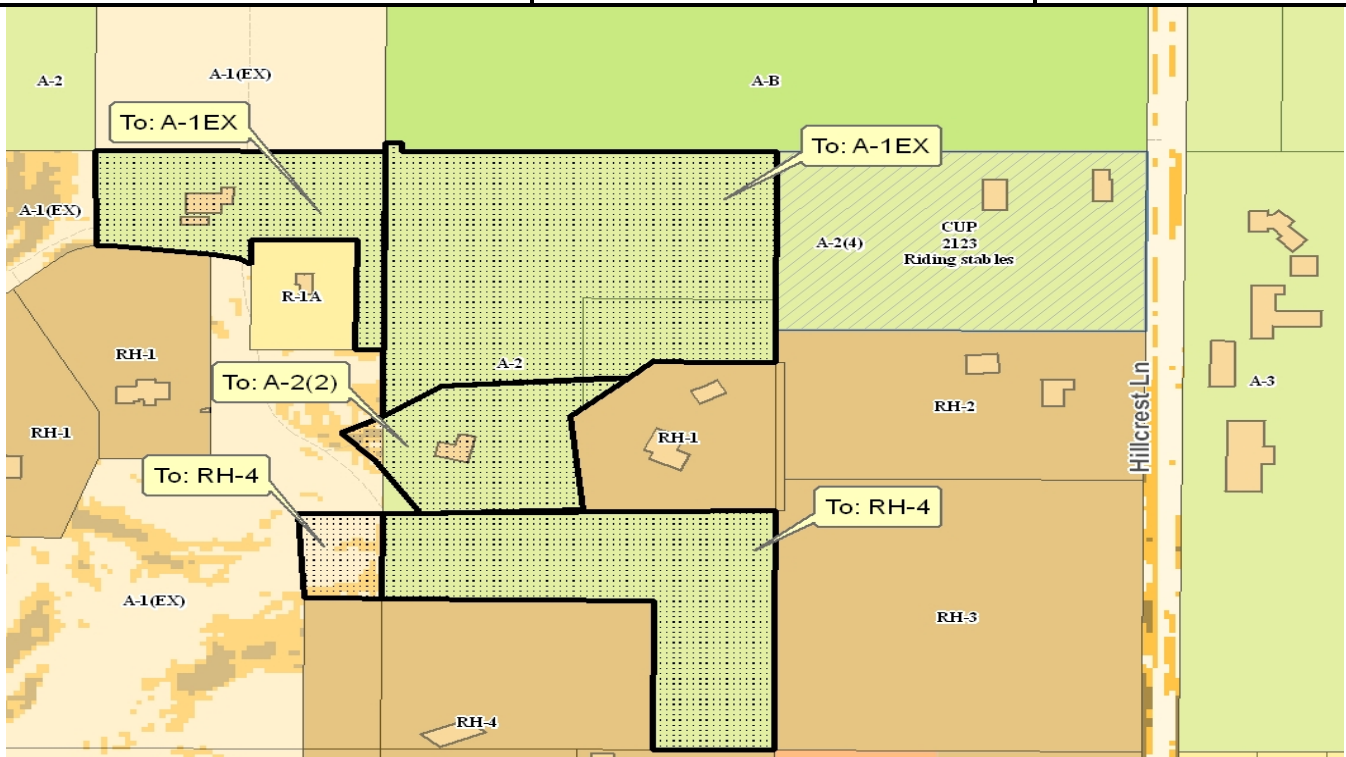 A-2
A-1(EX)
A-B
To: A-1EX
To: A-1EX
A-1(EX)
A-2(4)
CUP
2123
Riding stables
R-1A
RH-1
A-2
To: A-2(2)
A-3
RH-2
RH-1
RH-1
Hillcrest Ln
To: RH-4
To: RH-4
A-1(EX)
RH-3
RH-4